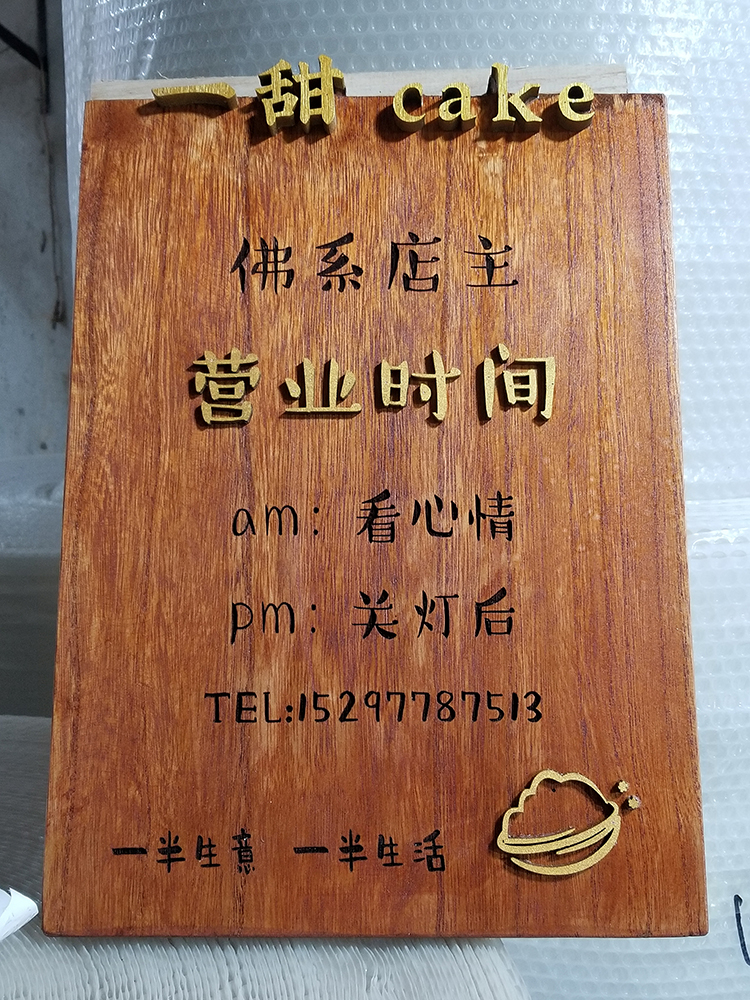 一甜 cake
佛系店主
营业时间
am: 看心情
pm: 关灯后
TEL:15297787513
一半生意 一半生活